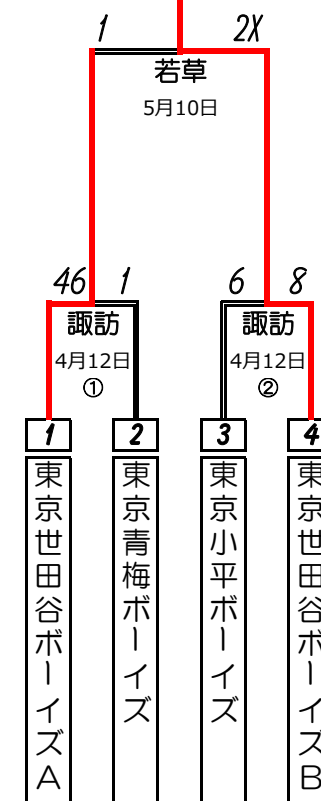 1 2X
若草
5月10日
46 1 6 8
諏訪 諏訪
4月12日 4月12日
① ②
1 2 3 4
東京世田谷ボーイズA
東京青梅ボーイズ
東京小平ボーイズ
東京世田谷ボーイズB